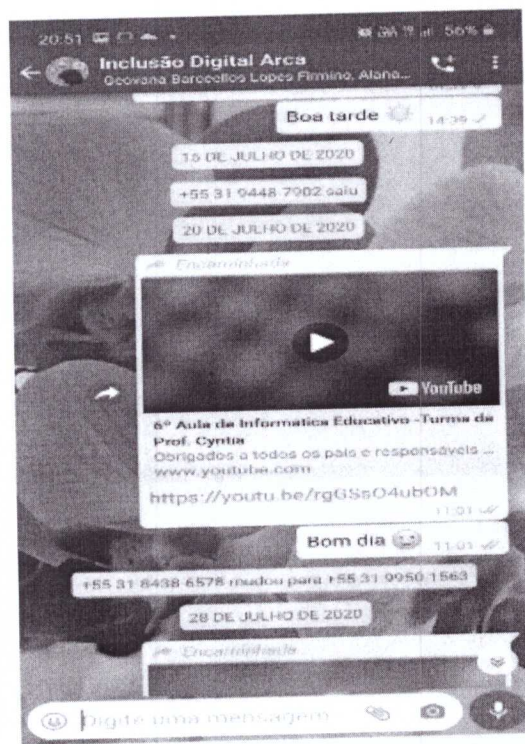 20:51 56%
Inclusão Digital Arca
Geovana Barcellos Lopes Firmino, Alana...
Boa tarde 14:39
15 DE JULHO DE 2020
+55 31 9448-7902 saiu
20 DE JULHO DE 2020
Encaminhada
YouTube
6º Aula de Informatica Educativo -Turma da
Prof. Cyntia
Obrigados a todos os pais e responsáveis ...
www.youtube.com
https://youtu.be/rgGSsO4ubOM
11:01
Bom dia 11:01
+55 31 8438-6578 mudou para +55 31 9950-1563
28 DE JULHO DE 2020
Encaminhada
Digite uma mensagem